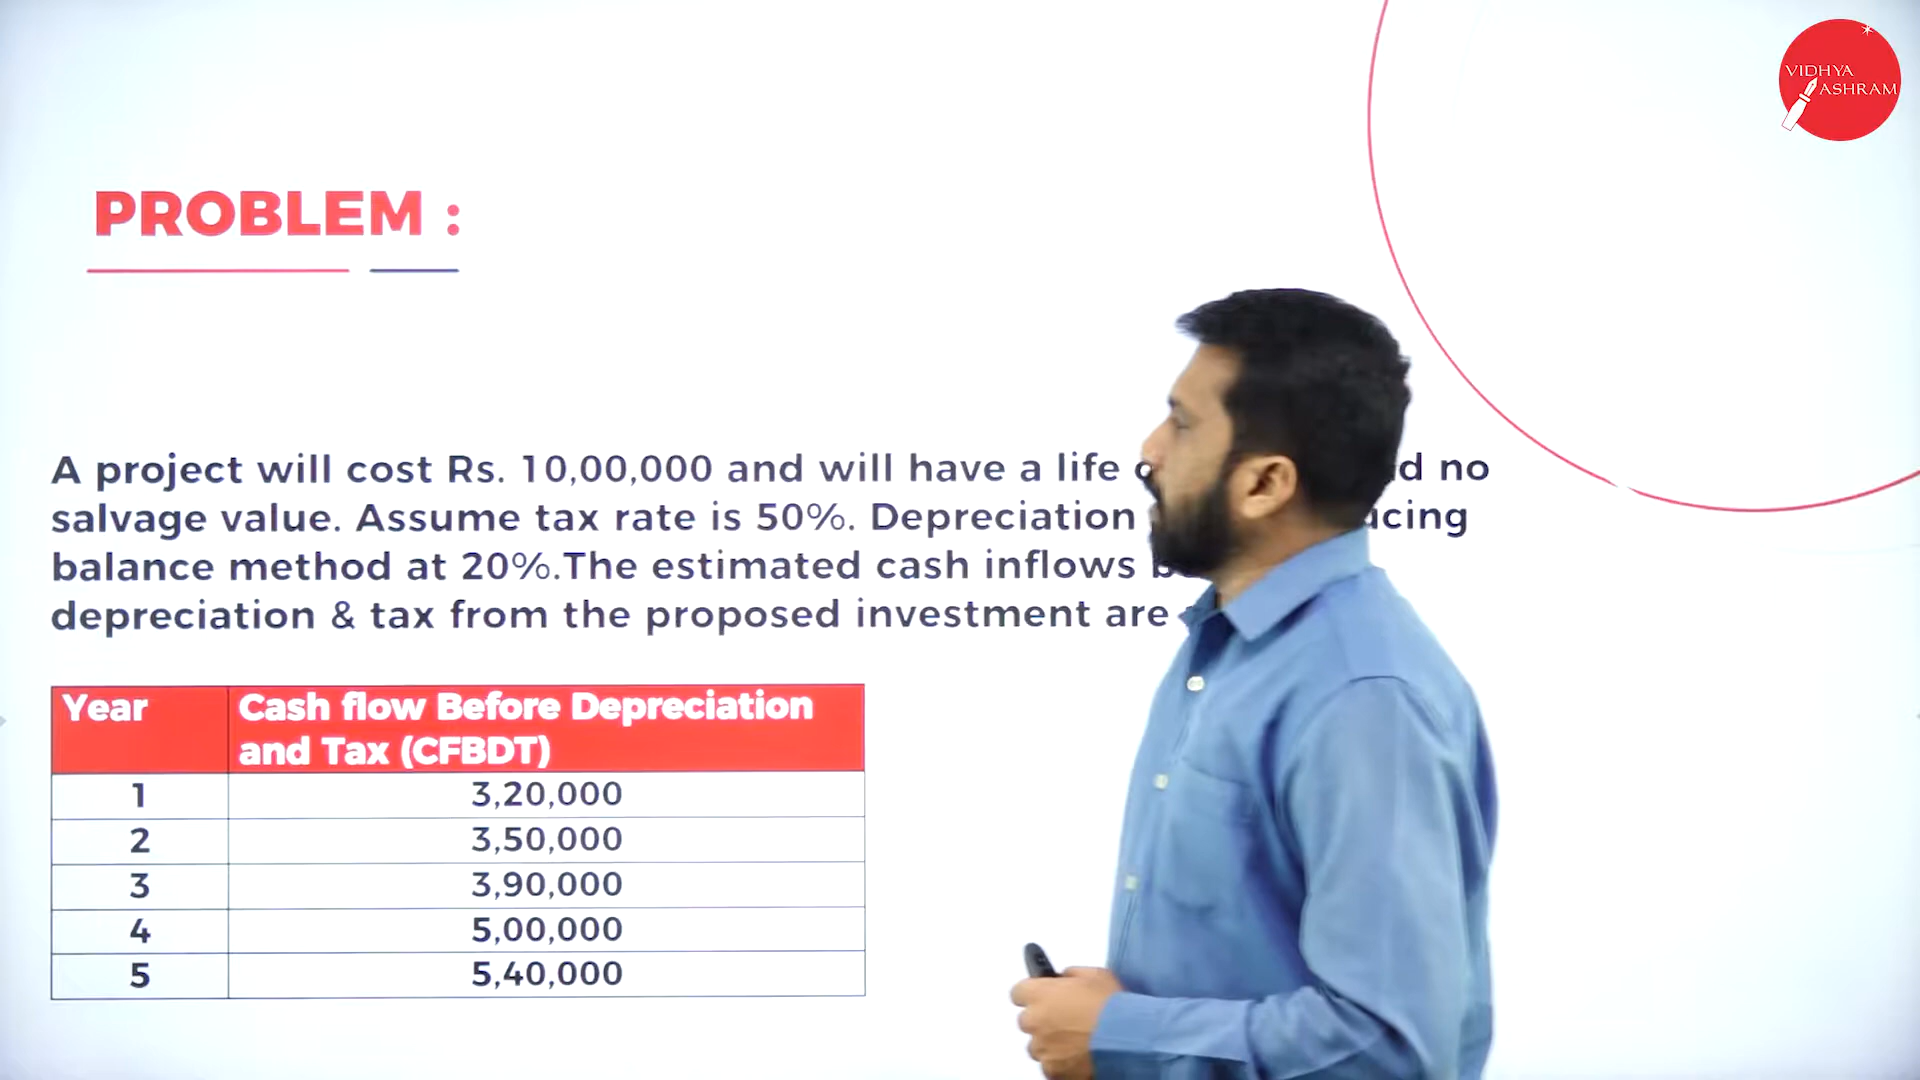 VIDHYA
ASHRAM
PROBLEM :
A project will cost Rs. 10,00,000 and will have a life no
salvage value. Assume tax rate is 50%. Depreciation
balance method at 20%.The estimated cash inflows
depreciation & tax from the proposed investment are
Year Cash flow Before Depreciation
and Tax (CFBDT)
1 3,20,000
2 3,50,000
3 3,90,000
4 5,00,000
5 5,40,000